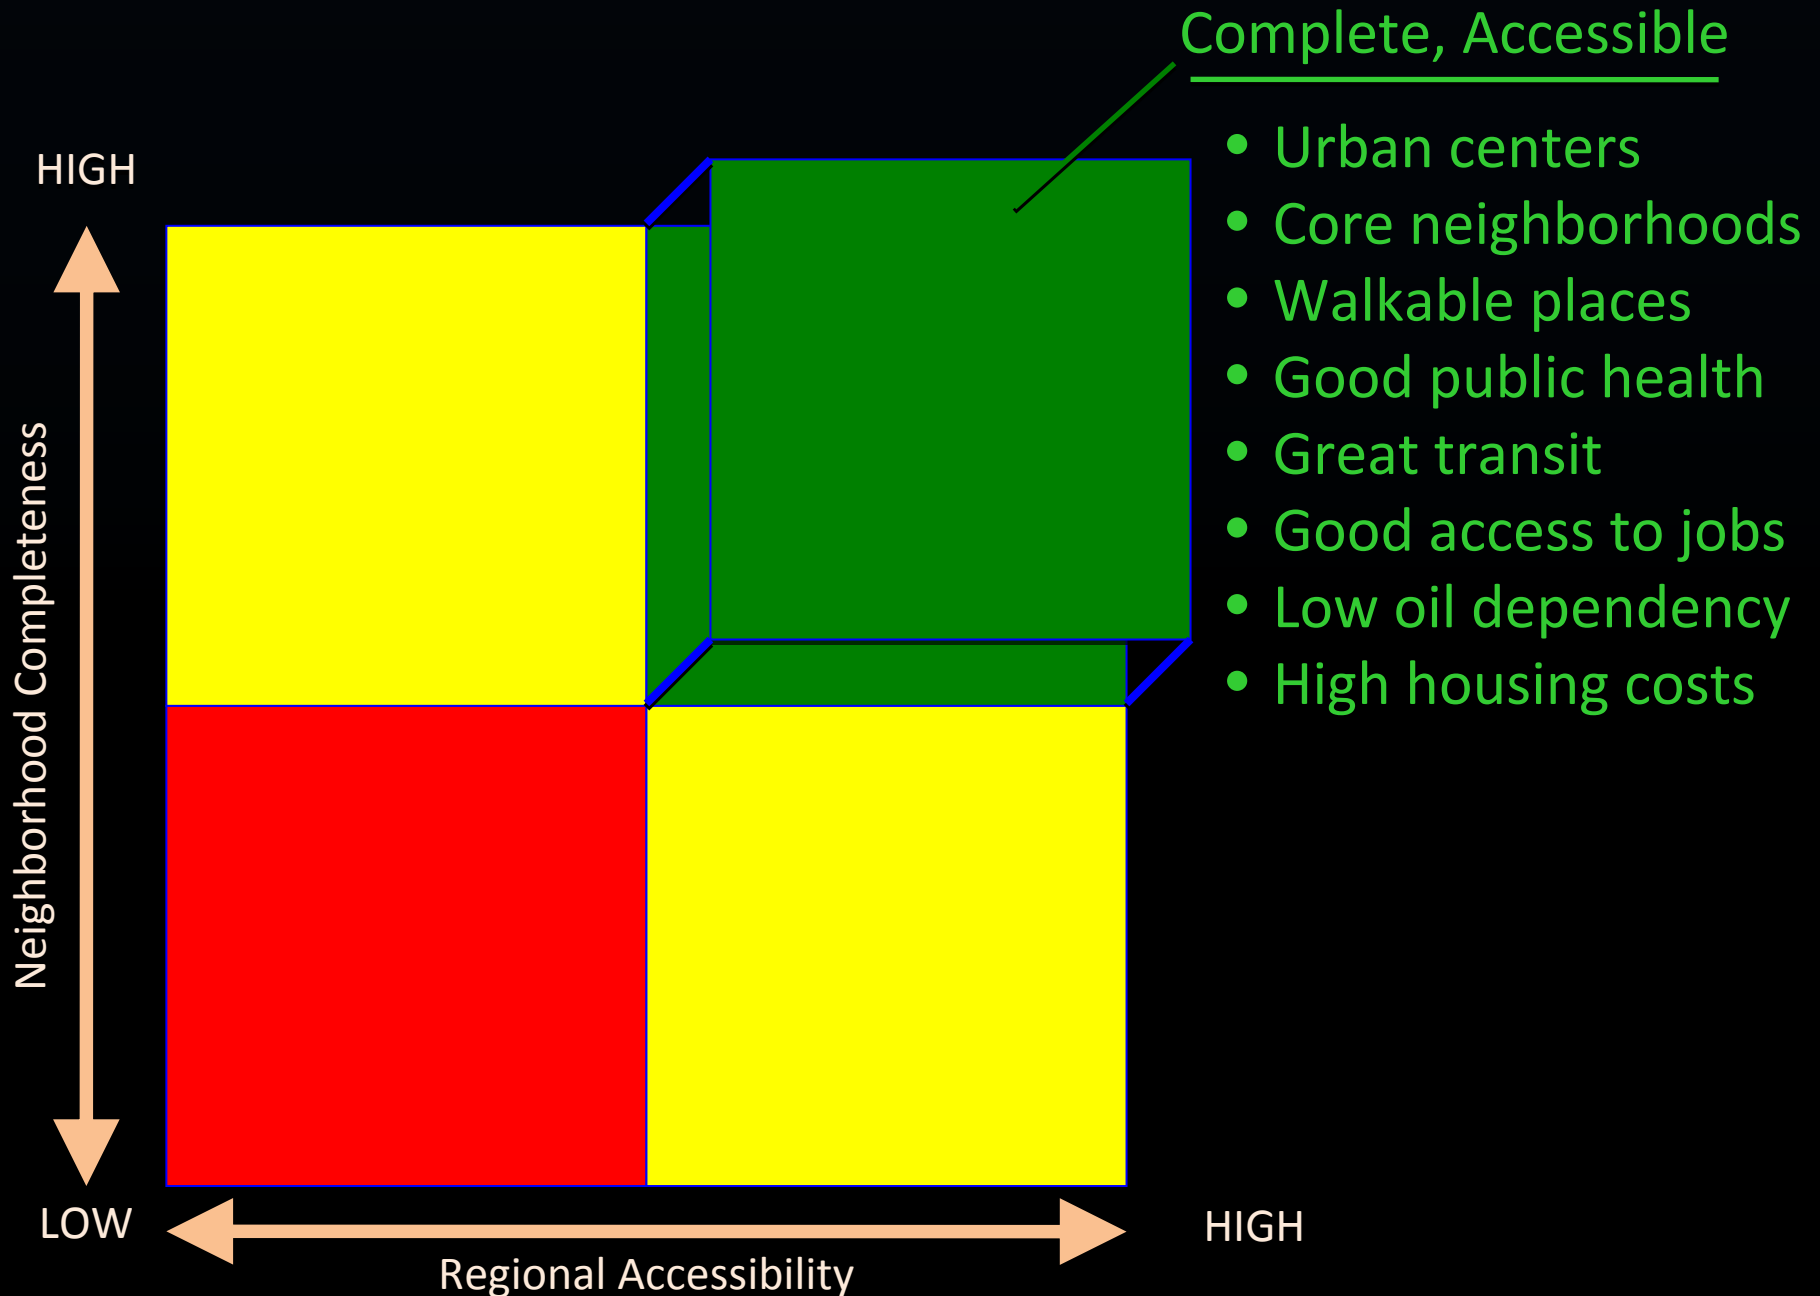 Complete, Accessible
• Urban centers
• Core neighborhoods
• Walkable places
• Good public health
• Great transit
• Good access to jobs
• Low oil dependency
• High housing costs
HIGH
Neighborhood Completeness
LOW
HIGH
Regional Accessibility